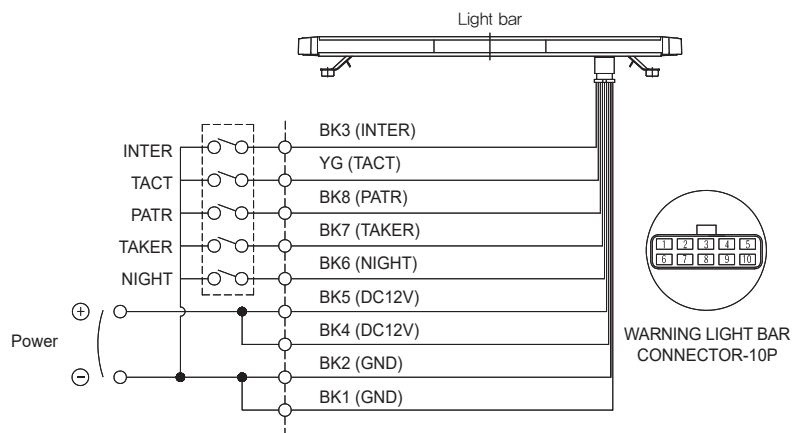 Light bar
BK3 (INTER)
INTER
YG (TACT)
TACT
BK8 (PATR)
PATR
BK7 (TAKER)
TAKER
BK6 (NIGHT)
NIGHT
BK5 (DC12V)
BK4 (DC12V)
Power
BK2 (GND)
BK1 (GND)
1 2 3 4 5
6 7 8 9 10
WARNING LIGHT BAR
CONNECTOR-10P